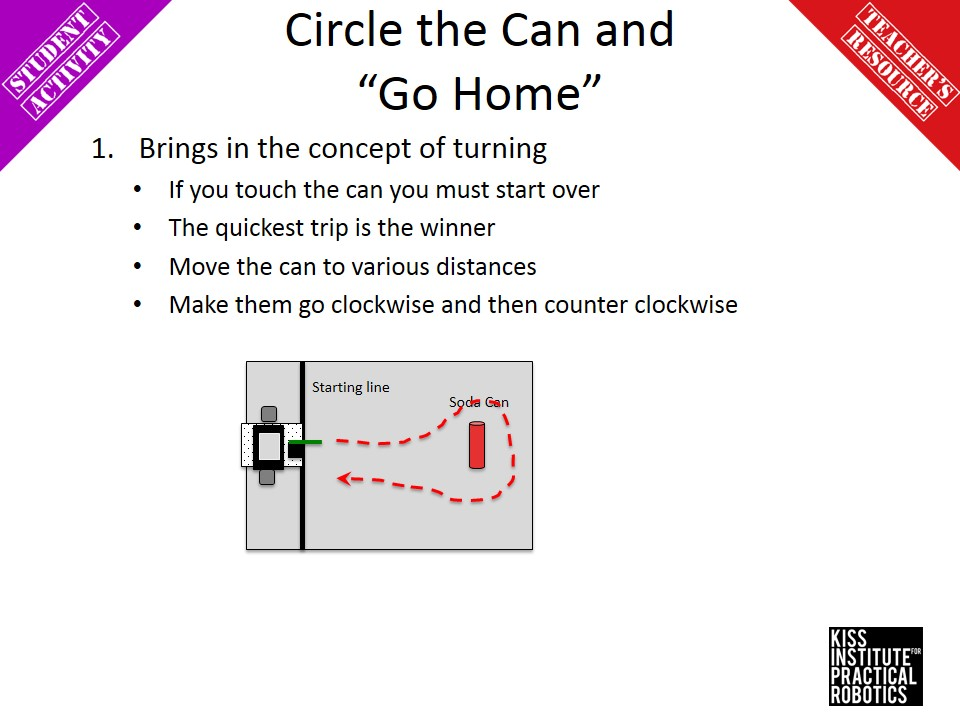 STUDENT
ACTIVITY
TEACHER'S
RESOURCE
Circle the Can and
“Go Home”
1. Brings in the concept of turning
• If you touch the can you must start over
• The quickest trip is the winner
• Move the can to various distances
• Make them go clockwise and then counter clockwise
Starting line
Soda Can
KISS
INSTITUTE FOR
PRACTICAL
ROBOTICS